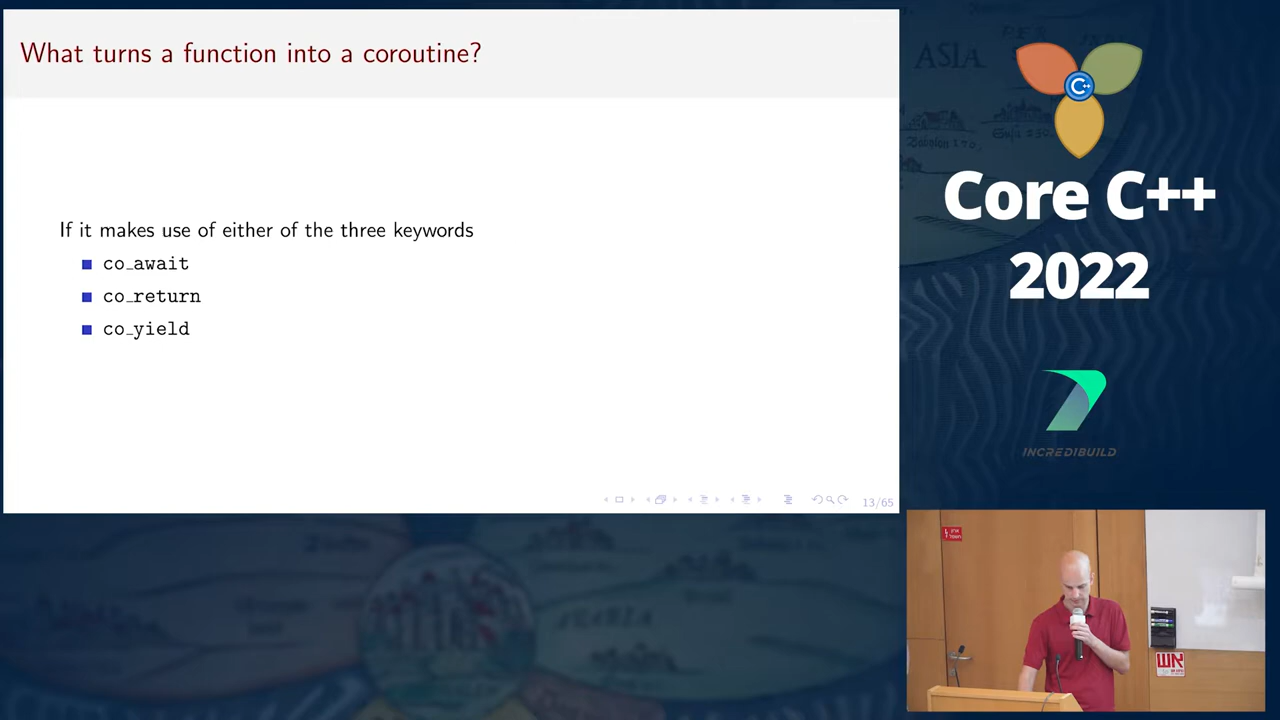 What turns a function into a coroutine?
If it makes use of either of the three keywords
co_await
co_return
co_yield
13/65
ASIA
C++
Core C++
2022
INCREDIBUILD
אש